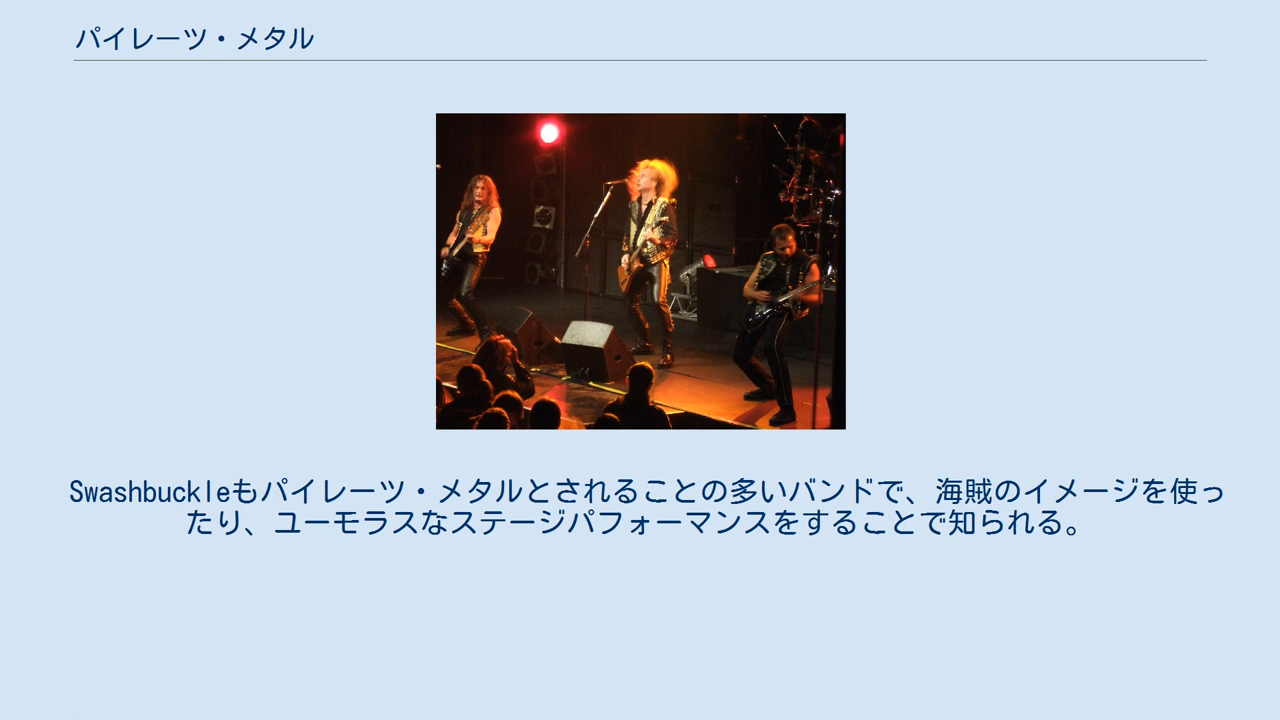 パイレーツ・メタル
Swashbuckleもパイレーツ・メタルとされることの多いバンドで、海賊のイメージを使っ
たり、ユーモラスなステージパフォーマンスをすることで知られる。